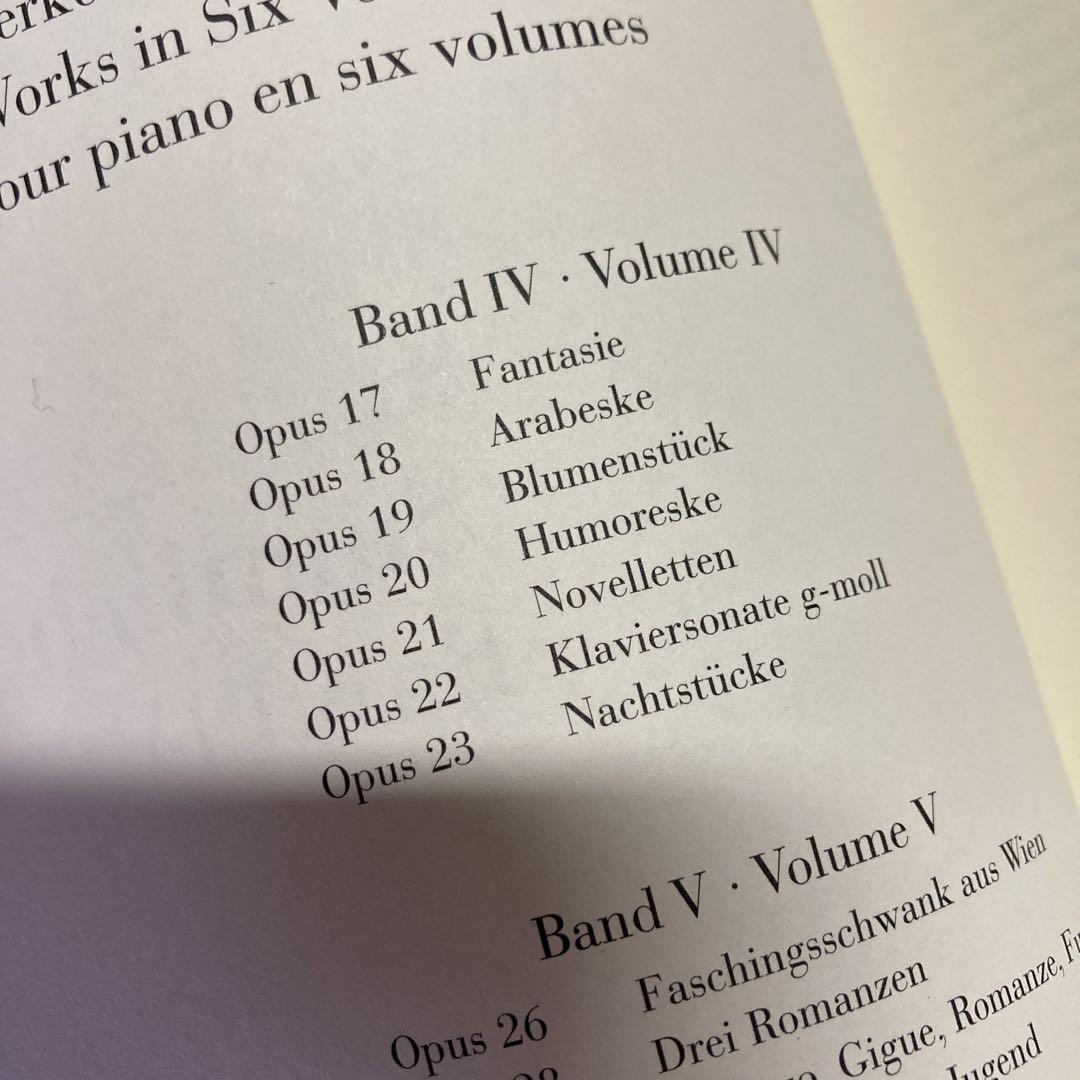 Works in Six
pour piano en six volumes
Band IV · Volume IV
Opus 17 Fantasie
Opus 18 Arabeske
Opus 19 Blumenstück
Opus 20 Humoreske
Opus 21 Novelletten
Opus 22 Klaviersonate g-moll
Opus 23 Nachtstücke
Band V · Volume V
Opus 26 Faschingsschwank aus Wien
Drei Romanzen
Gigue, Romanze,
Jugend